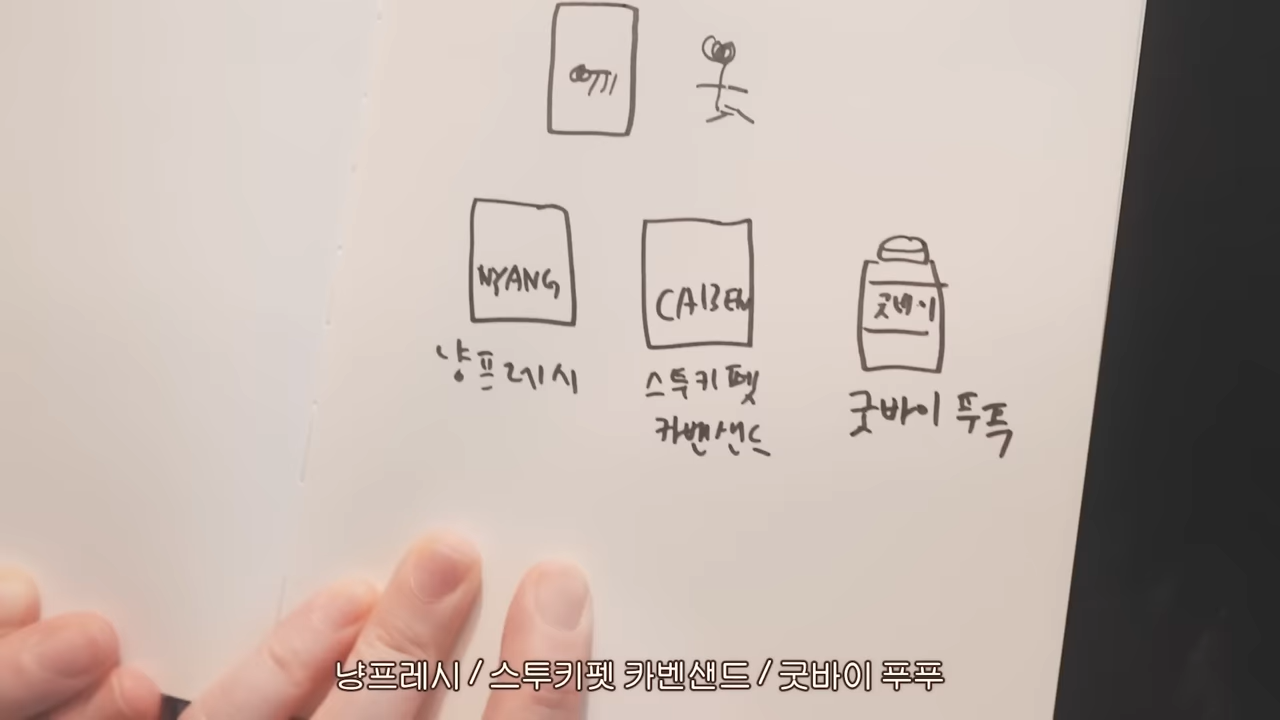 NYANG
CABEN
굿바이
냥프레시
스투키펫
카벤샌드
굿바이 푸푸
냥프레시 / 스투키펫 카벤샌드 / 굿바이 푸푸